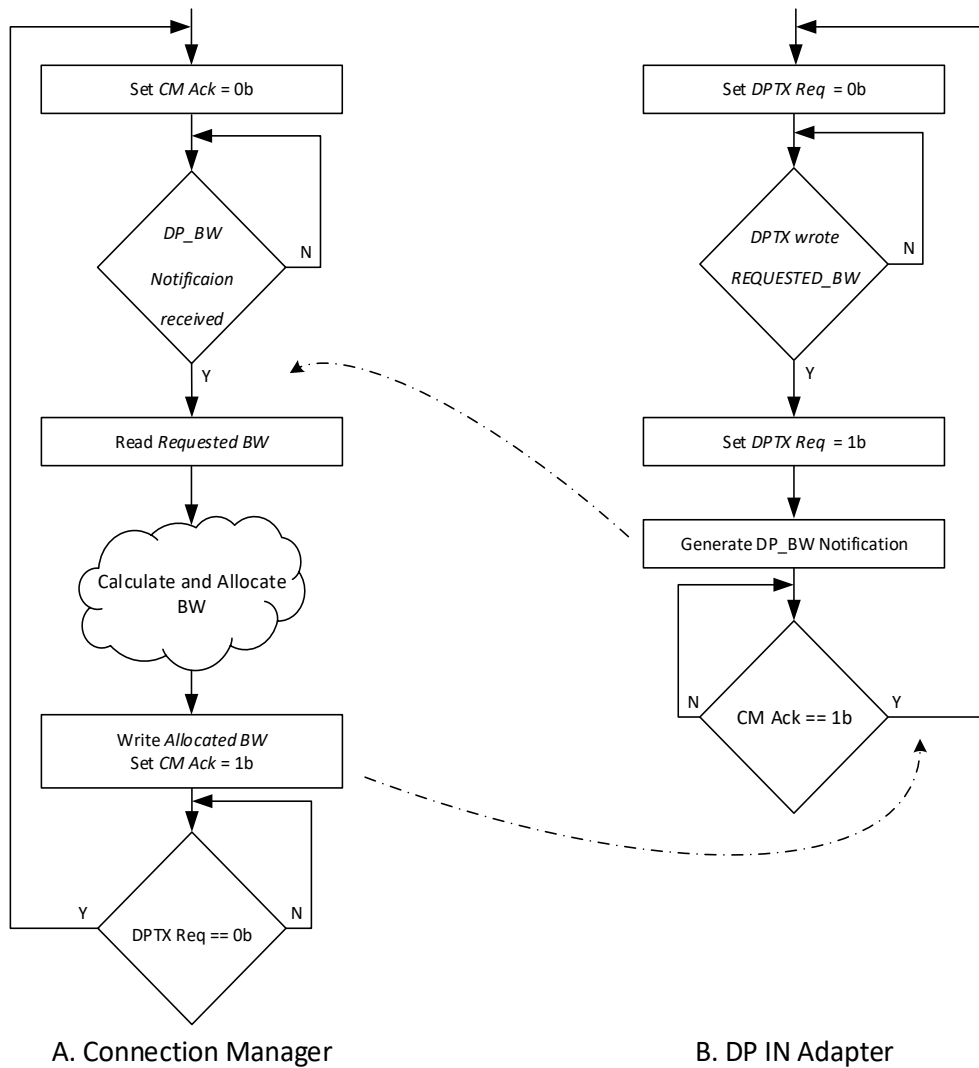 Set CM Ack = 0b
DP_BW
Notificaion
received
N
Y
Read Requested BW
Calculate and Allocate
BW
Write Allocated BW
Set CM Ack = 1b
Y
N
DPTX Req == 0b
A. Connection Manager
Set DPTX Req = 0b
DPTX wrote
REQUESTED_BW
N
Y
Set DPTX Req = 1b
Generate DP_BW Notification
N
Y
CM Ack == 1b
B. DP IN Adapter